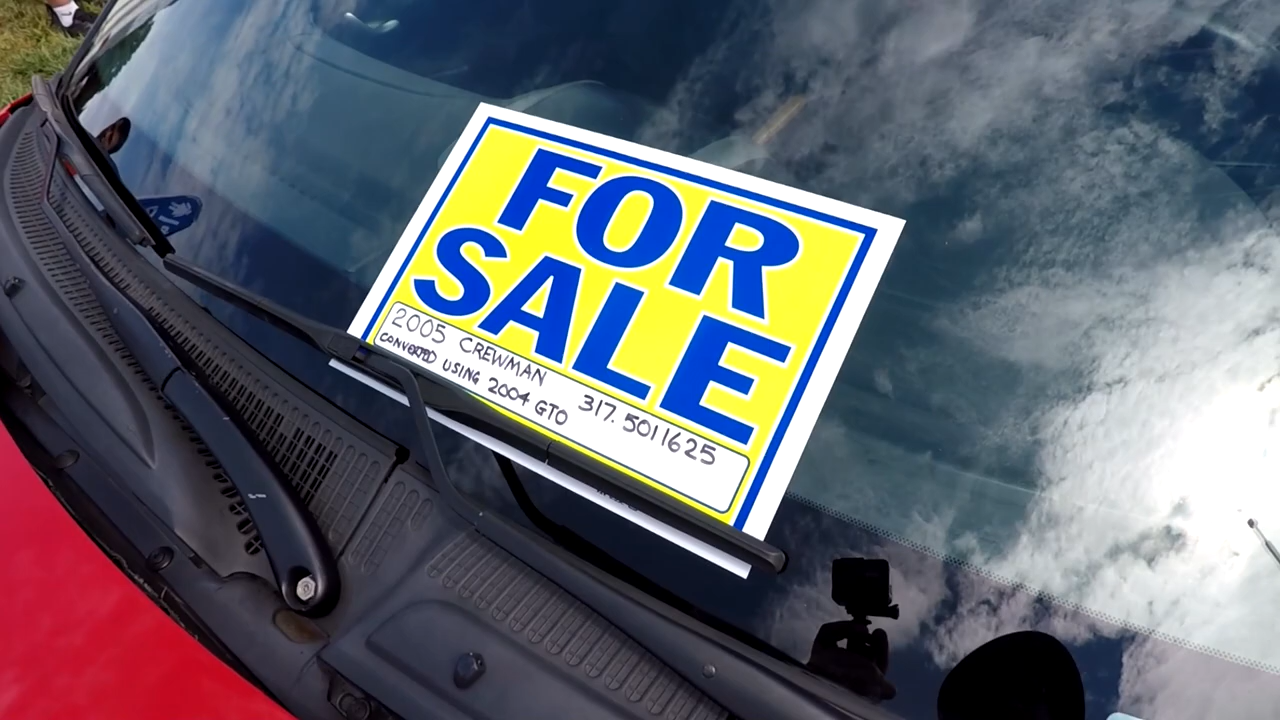 FOR
SALE
2005 CREWMAN
CONVERTED USING 2004 GTO
317.5011625